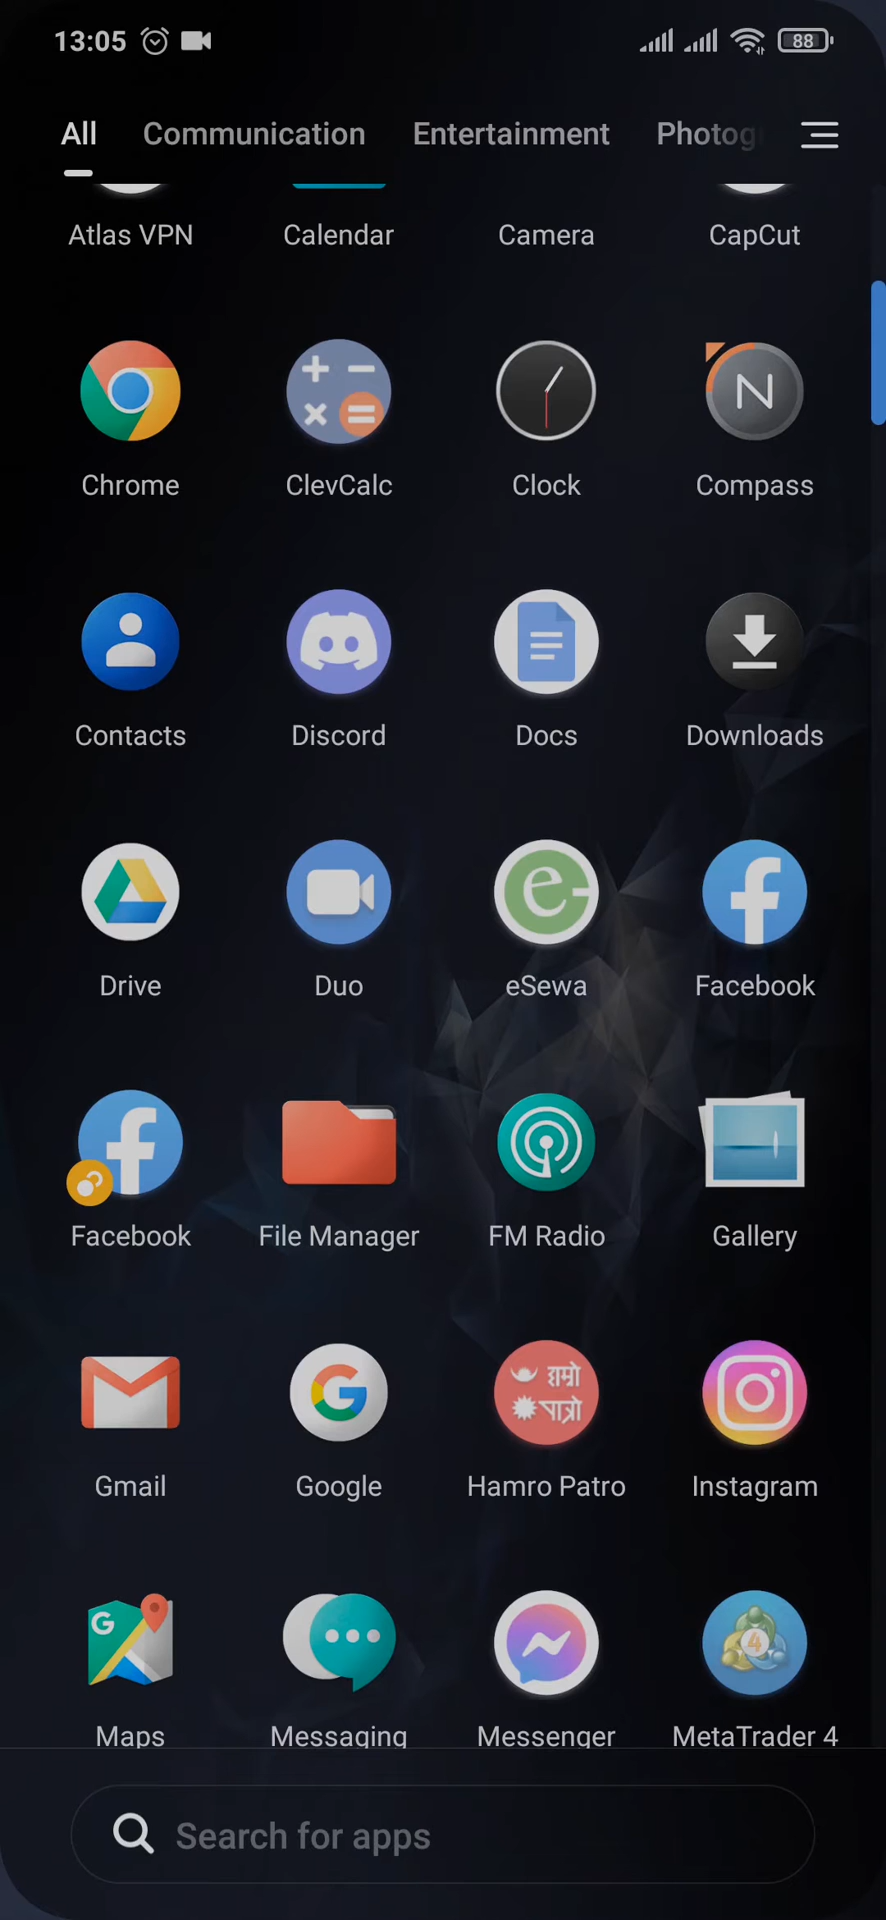 13:05 88
All Communication Entertainment Photog
Atlas VPN Calendar Camera CapCut
N
Chrome ClevCalc Clock Compass
Contacts Discord Docs Downloads
e
Drive Duo eSewa Facebook
Facebook File Manager FM Radio Gallery
हाम्रो
पात्रो
Gmail Google Hamro Patro Instagram
G 4
Maps Messaging Messenger MetaTrader 4
Search for apps